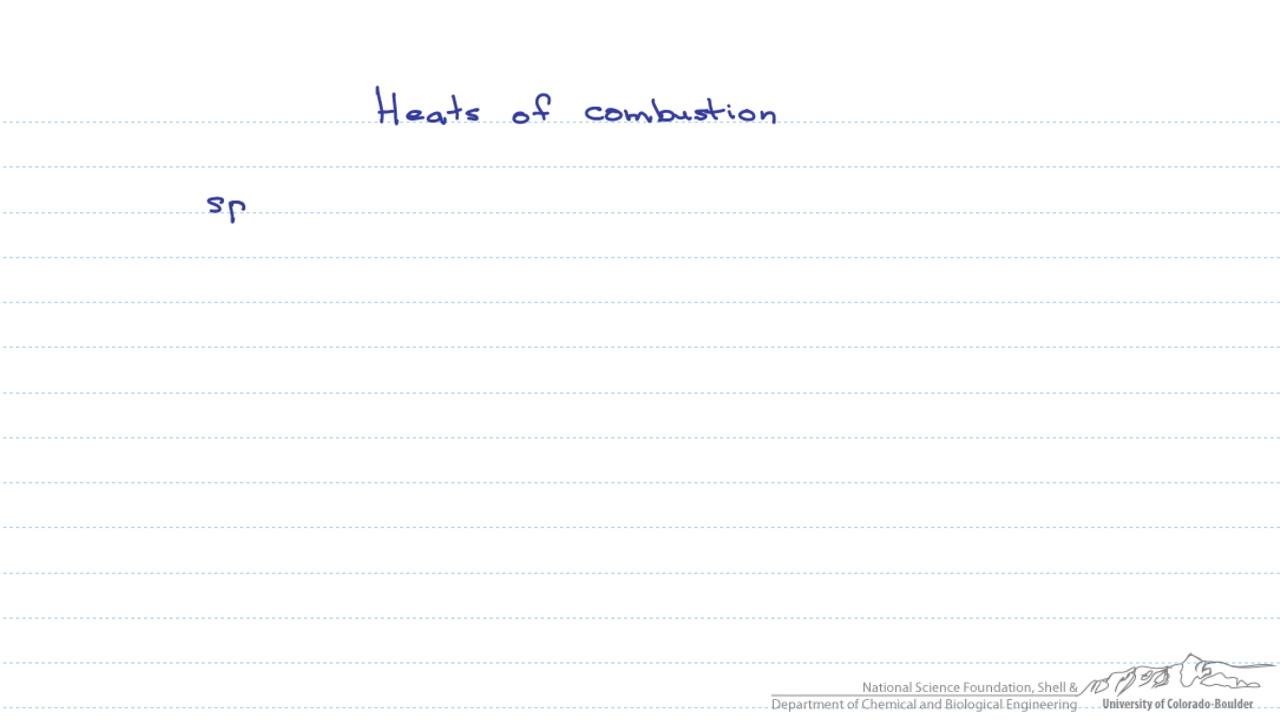 Heats of combustion
sp
National Science Foundation, Shell &
Department of Chemical and Biological Engineering
University of Colorado-Boulder